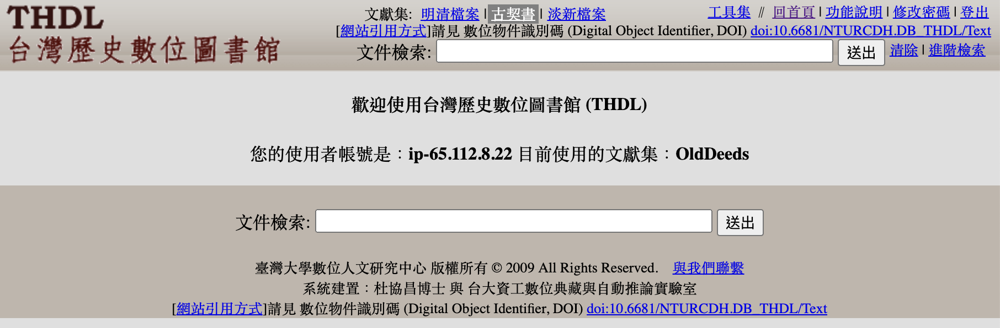 THDL
台灣歷史數位圖書館
文獻集: 明清檔案 | 古契書 | 淡新檔案
工具集 // 回首頁 | 功能說明 | 修改密碼 | 登出
[網站引用方式]請見 數位物件識別碼 (Digital Object Identifier, DOI) doi:10.6681/NTURCDH.DB_THDL/Text
文件檢索: 送出 清除 | 進階檢索
歡迎使用台灣歷史數位圖書館 (THDL)
您的使用者帳號是：ip-65.112.8.22 目前使用的文獻集：OldDeeds
文件檢索: 送出
臺灣大學數位人文研究中心 版權所有 © 2009 All Rights Reserved. 與我們聯繫
系統建置：杜協昌博士 與 台大資工數位典藏與自動推論實驗室
[網站引用方式]請見 數位物件識別碼 (Digital Object Identifier, DOI) doi:10.6681/NTURCDH.DB_THDL/Text